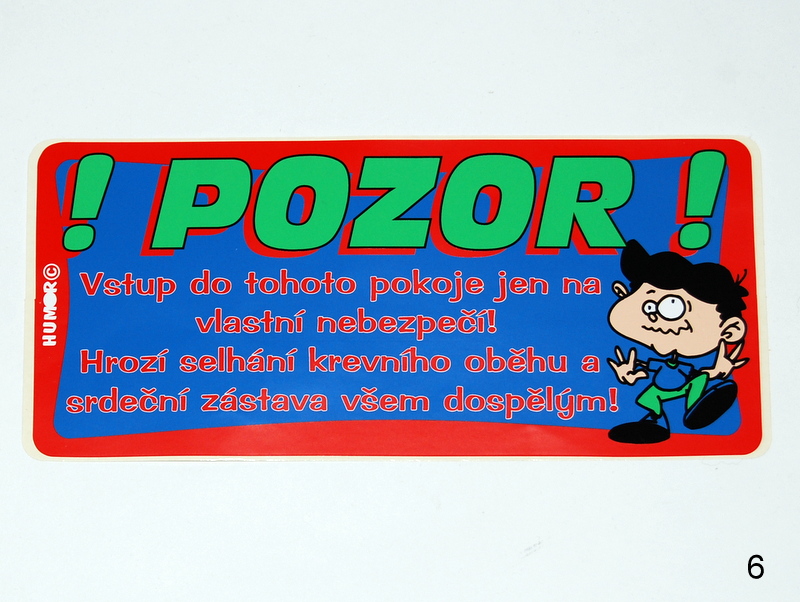 ! POZOR !
HUMOR ©
Vstup do tohoto pokoje jen na
vlastní nebezpečí!
Hrozí selhání krevního oběhu a
srdeční zástava všem dospělým!
6